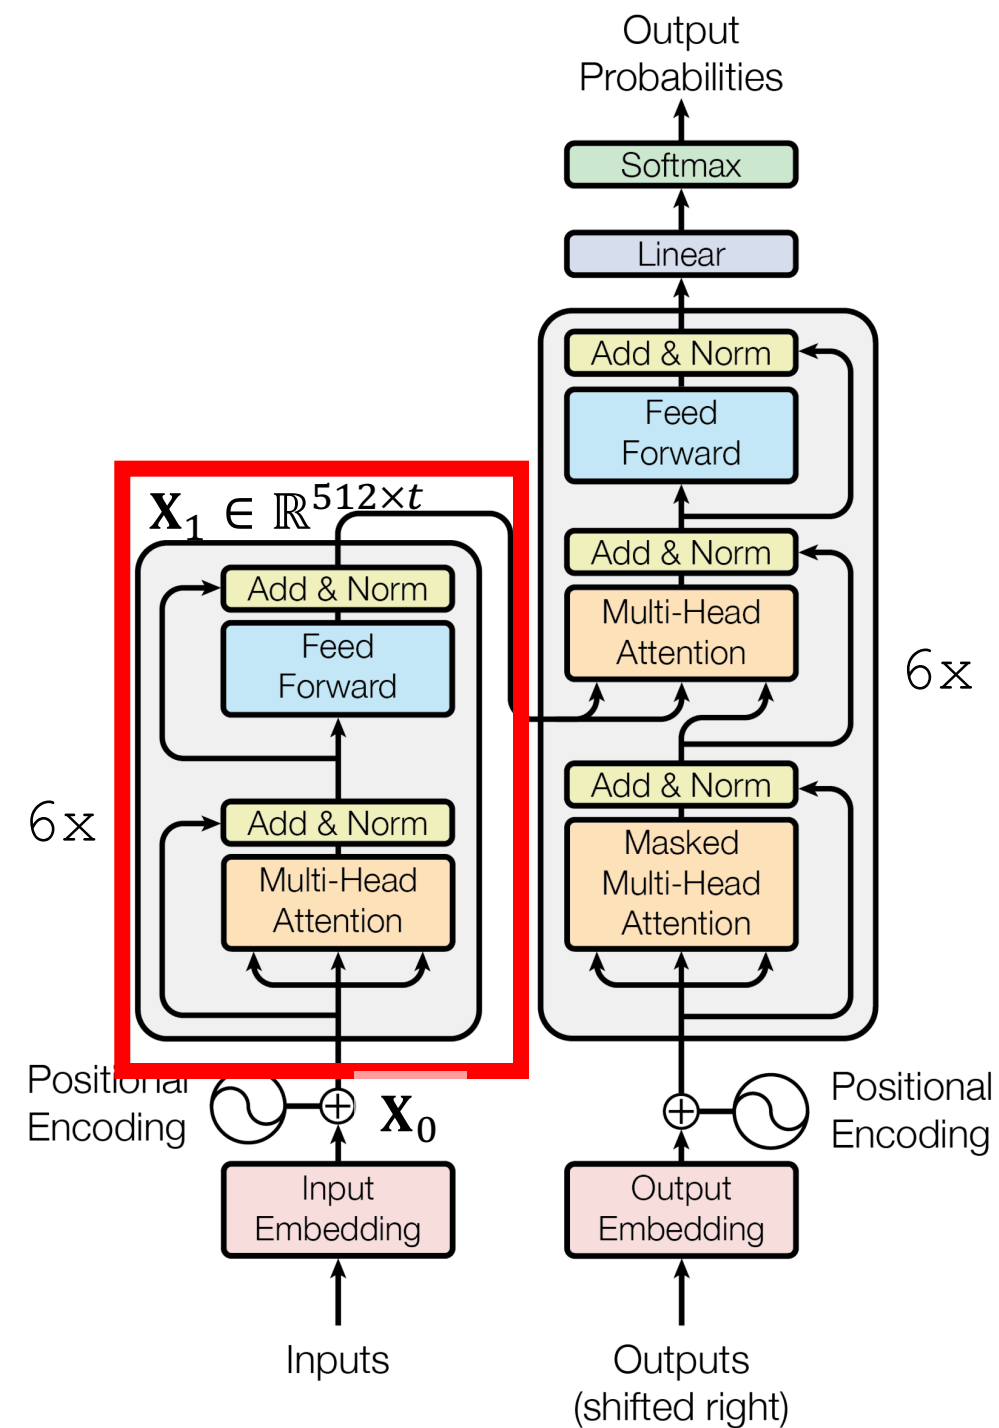 Output
Probabilities
Softmax
Linear
Add & Norm
Feed
Forward
Add & Norm
Multi-Head
Attention
6x
Add & Norm
Masked
Multi-Head
Attention
𝐗₁ ∈ ℝ^{512×t}
Add & Norm
Feed
Forward
6x
Add & Norm
Multi-Head
Attention
Positional
Encoding
𝐗₀
Positional
Encoding
Input
Embedding
Output
Embedding
Inputs
Outputs
(shifted right)